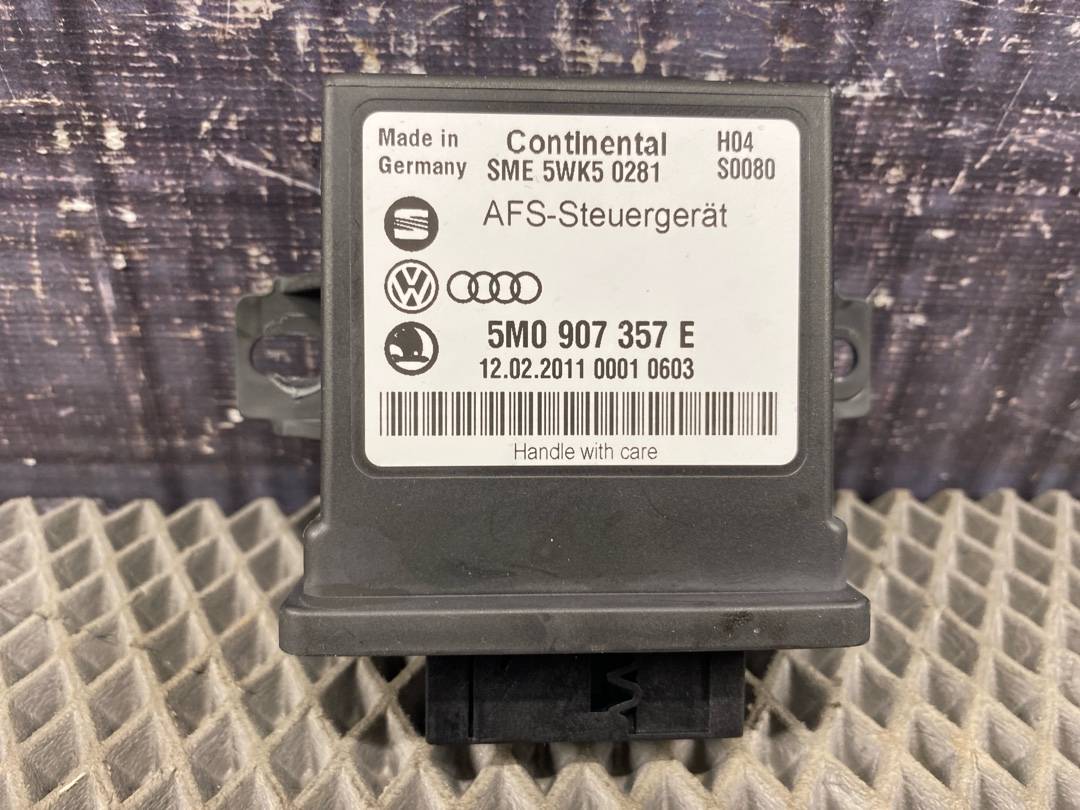 Made in Continental H04
Germany SME 5WK5 0281 S0080
AFS-Steuergerät
5M0 907 357 E
12.02.2011 0001 0603
Handle with care